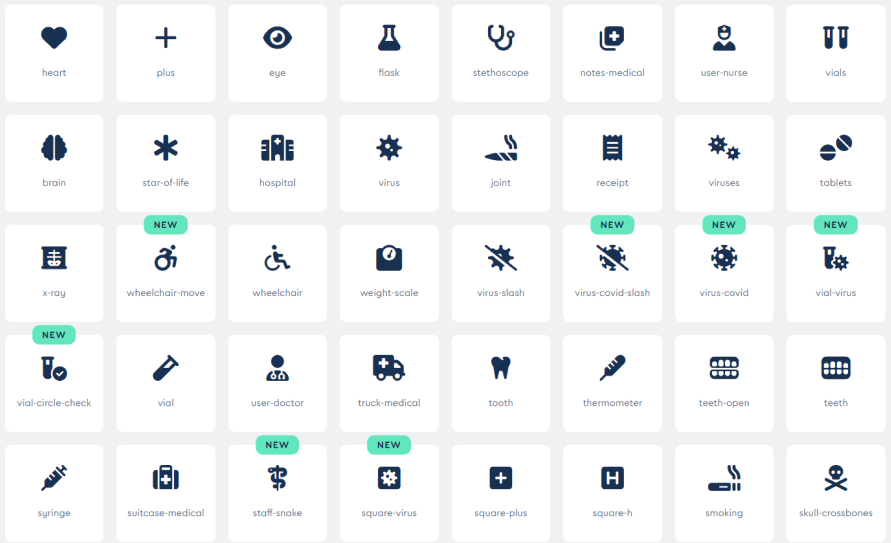 heart
plus
eye
flask
stethoscope
notes-medical
user-nurse
vials
brain
star-of-life
hospital
virus
joint
receipt
viruses
tablets
NEW
NEW
NEW
NEW
x-ray
wheelchair-move
wheelchair
weight-scale
virus-slash
virus-covid-slash
virus-covid
vial-virus
NEW
vial-circle-check
vial
user-doctor
truck-medical
tooth
thermometer
teeth-open
teeth
NEW
NEW
H
syringe
suitcase-medical
staff-snake
square-virus
square-plus
square-h
smoking
skull-crossbones